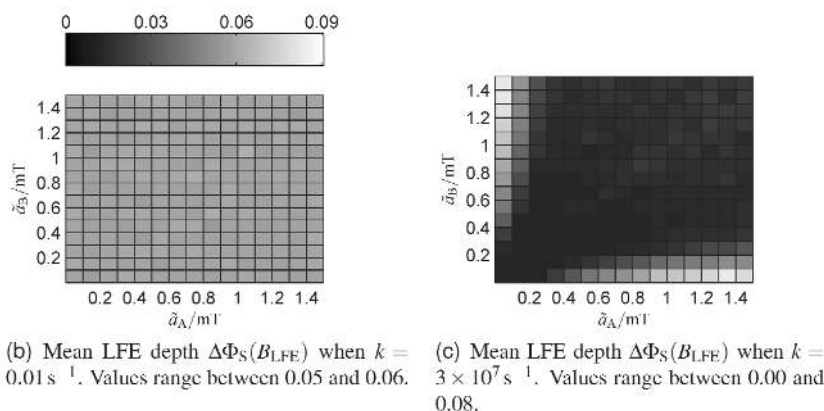 0 0.03 0.06 0.09
1.4
1.2
1
0.8
0.6
0.4
0.2
ãB/mT
0.2 0.4 0.6 0.8 1 1.2 1.4
ãA/mT
(b) Mean LFE depth ΔΦS(BLFE) when k =
0.01 s 1. Values range between 0.05 and 0.06.
1.4
1.2
1
0.8
0.6
0.4
0.2
ãB/mT
0.2 0.4 0.6 0.8 1 1.2 1.4
ãA/mT
(c) Mean LFE depth ΔΦS(BLFE) when k =
3 × 10⁷ s 1. Values range between 0.00 and
0.08.